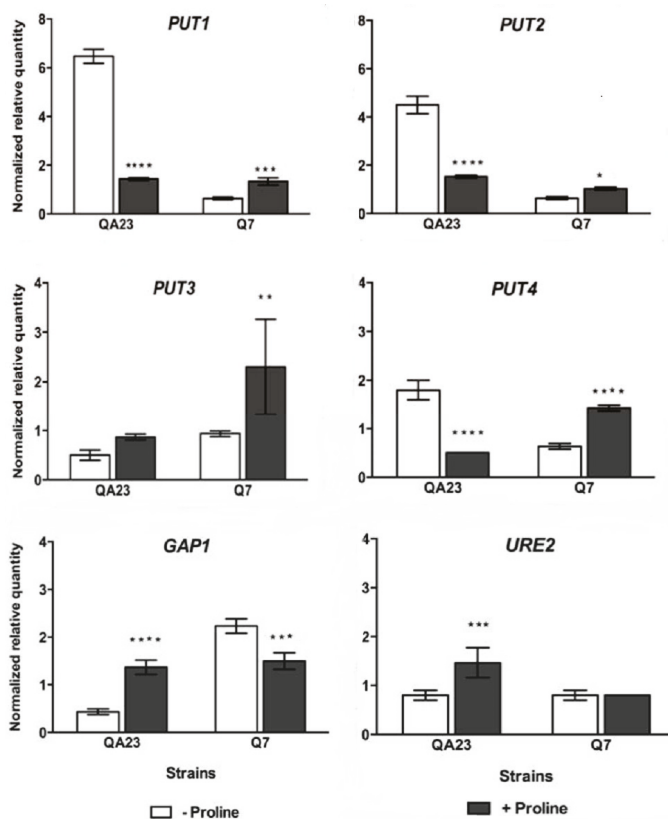 PUT1
Normalized relative quantity
6
4
2
0
****
***
QA23
Q7
PUT2
8
6
4
2
0
****
*
QA23
Q7
PUT3
Normalized relative quantity
4
3
2
1
0
**
QA23
Q7
PUT4
4
3
2
1
0
****
****
QA23
Q7
GAP1
Normalized relative quantity
4
3
2
1
0
****
***
QA23
Q7
Strains
URE2
4
3
2
1
0
***
QA23
Q7
Strains
- Proline
+ Proline